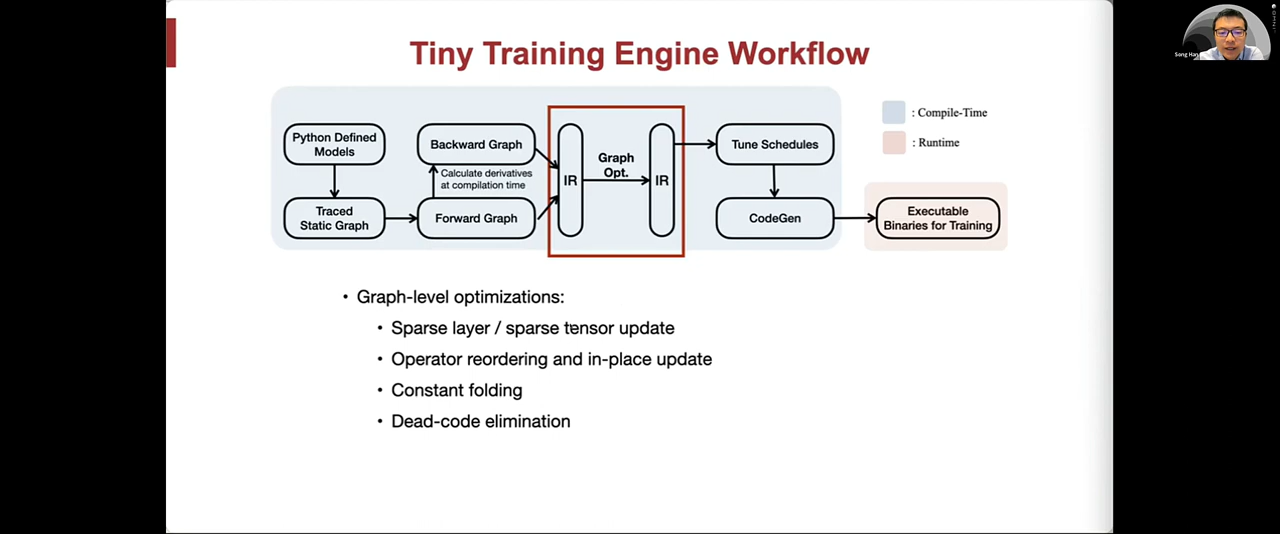 Tiny Training Engine Workflow
Song Han
Python Defined
Models
Traced
Static Graph
Backward Graph
Calculate derivatives
at compilation time
Forward Graph
IR
Graph
Opt.
IR
Tune Schedules
CodeGen
Executable
Binaries for Training
: Compile-Time
: Runtime
• Graph-level optimizations:
• Sparse layer / sparse tensor update
• Operator reordering and in-place update
• Constant folding
• Dead-code elimination